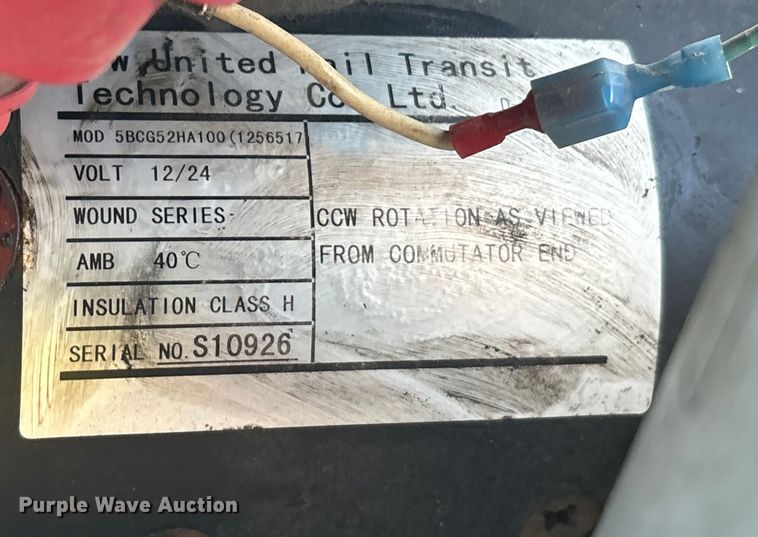 United Rail Transit
Technology Co. Ltd.
MOD 5BCG52HA100(1256517
VOLT 12/24
WOUND SERIES
CCW ROTATION AS VIEWED
FROM COMMUTATOR END
AMB 40℃
INSULATION CLASS H
SERIAL NO. S10926
Purple Wave Auction